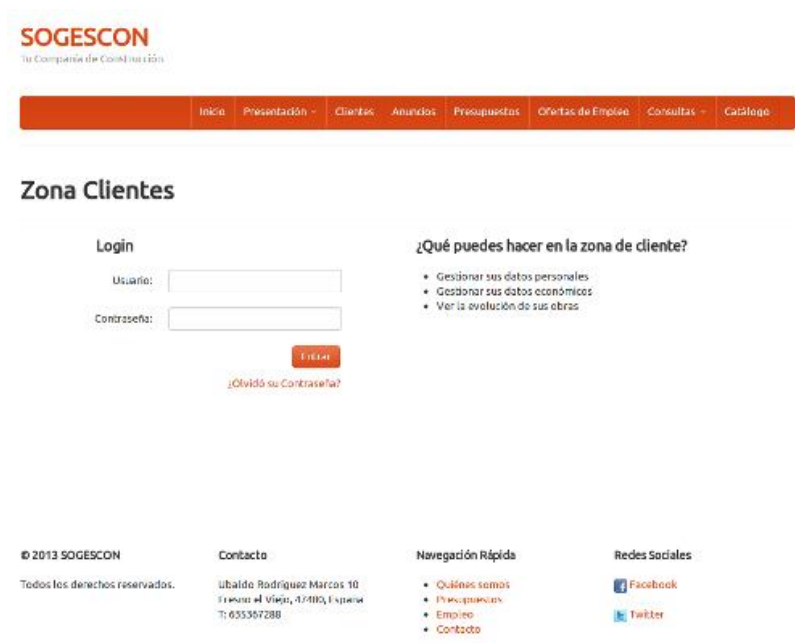 SOGESCON
Tu Compañía de Construcción
Inicio Presentación Clientes Anuncios Presupuestos Ofertas de Empleo Consultas Catálogo
Zona Clientes
Login
Usuario:
Contraseña:
Entrar
¿Olvidó su Contraseña?
¿Qué puedes hacer en la zona de cliente?
• Gestionar sus datos personales
• Gestionar sus datos económicos
• Ver la evolución de sus obras
© 2013 SOGESCON
Todos los derechos reservados.
Contacto
Ubaldo Rodríguez Marcos 10
Fresno el Viejo, 47480, España
T: 635367288
Navegación Rápida
• Quiénes somos
• Presupuestos
• Empleo
• Contacto
Redes Sociales
Facebook
Twitter